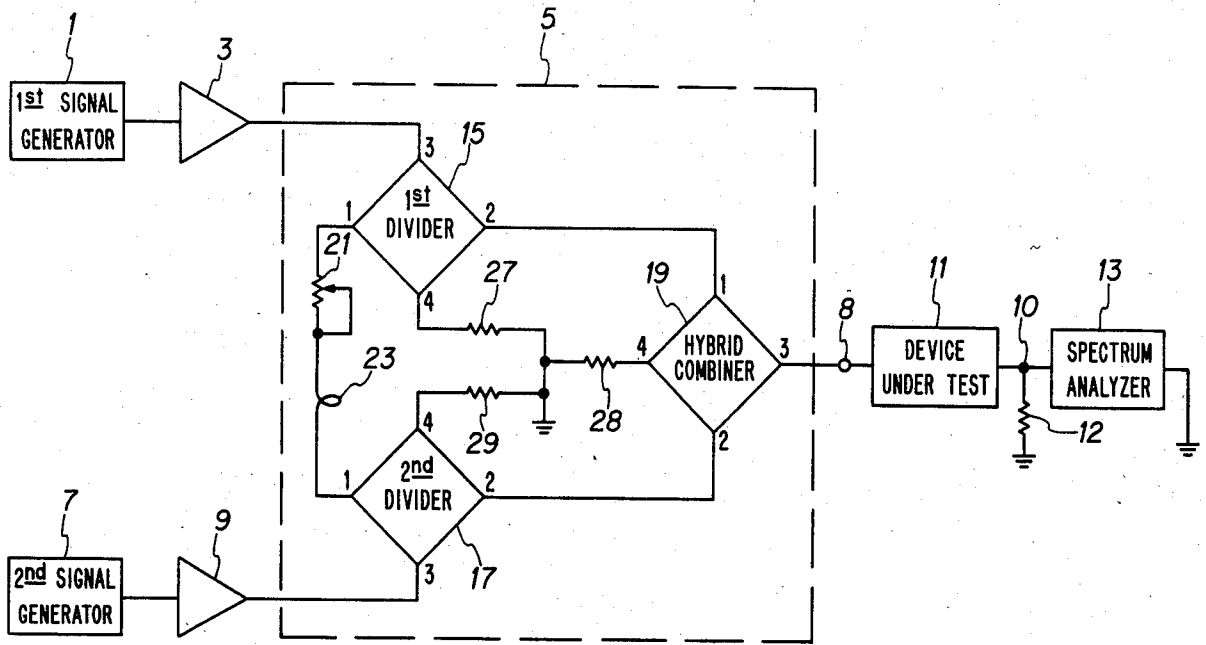 1
3
5
1st SIGNAL
GENERATOR
3
15
1st
DIVIDER
1
2
4
21
27
23
29
28
19
1
HYBRID
COMBINER
4
3
2
8
11
DEVICE
UNDER TEST
10
13
SPECTRUM
ANALYZER
12
4
2nd
DIVIDER
1
2
3
17
7
9
2nd SIGNAL
GENERATOR